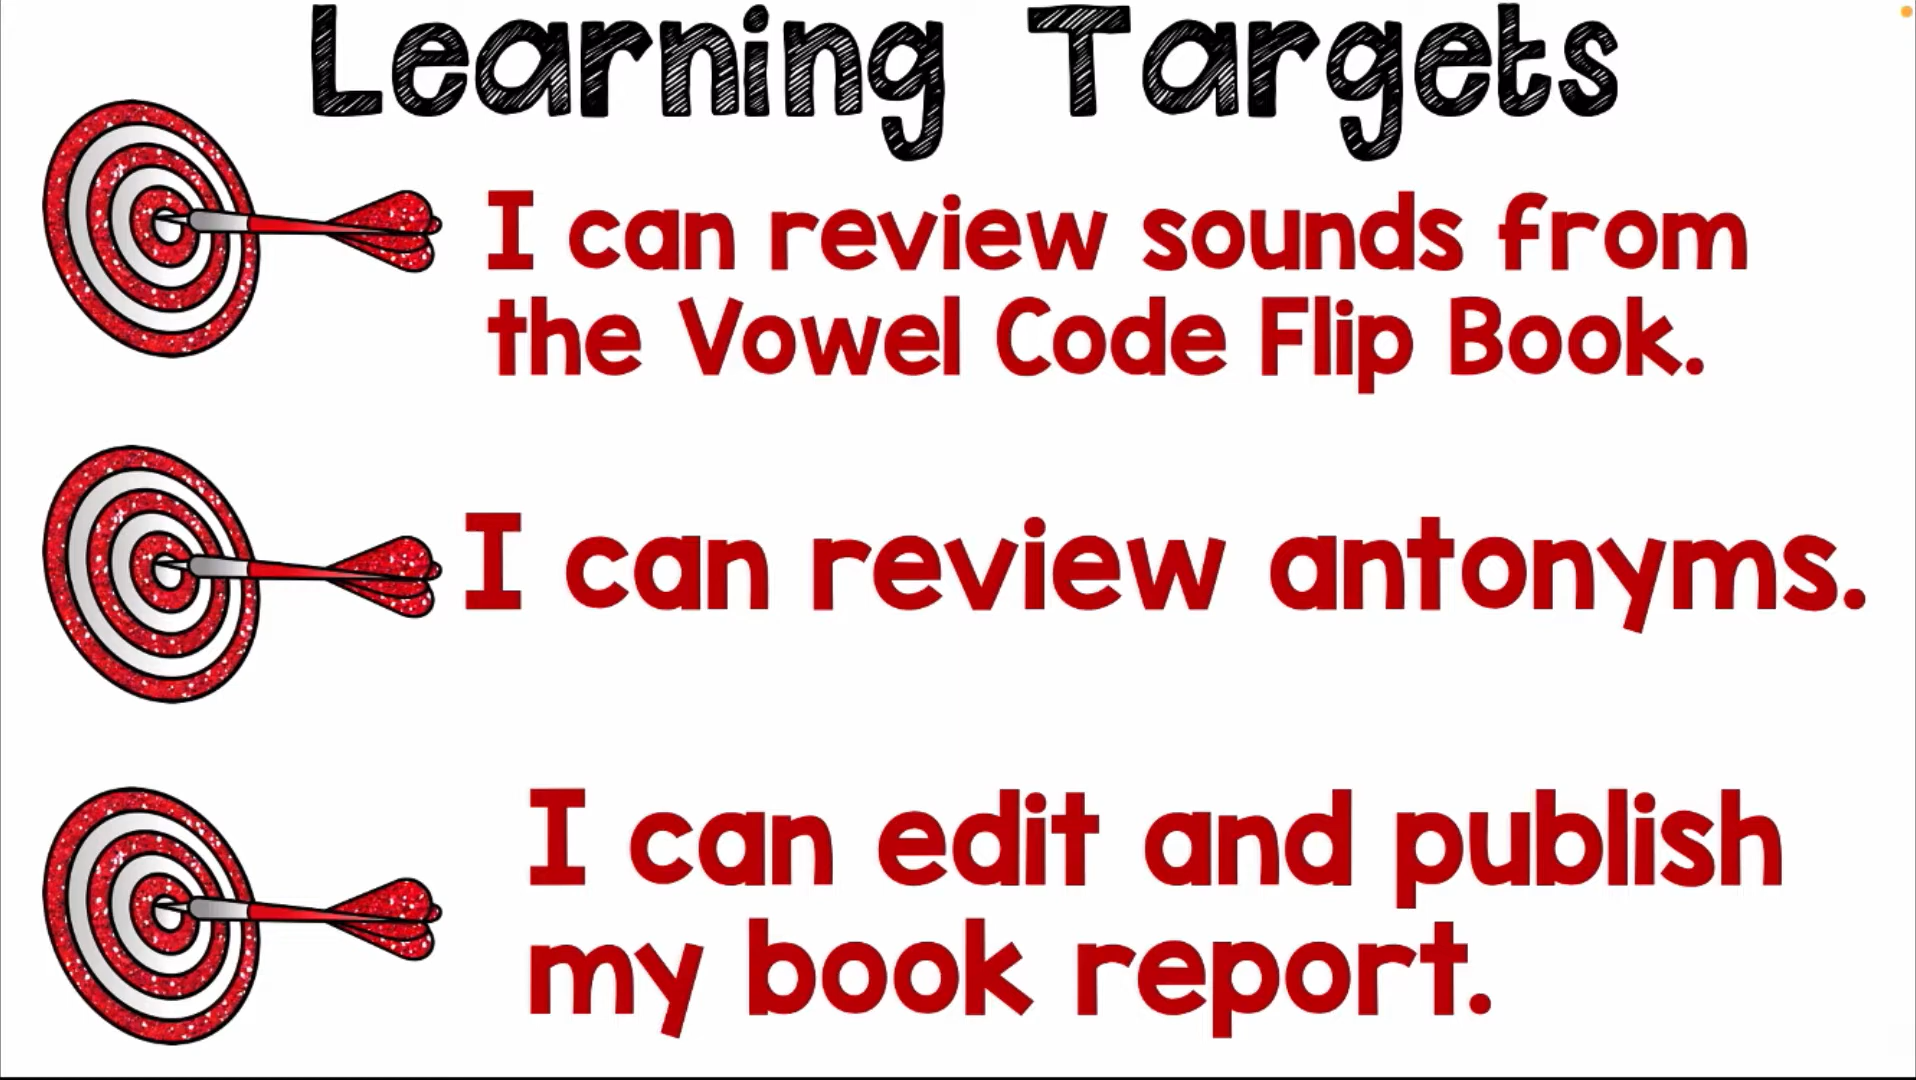 Learning Targets
I can review sounds from
the Vowel Code Flip Book.
I can review antonyms.
I can edit and publish
my book report.